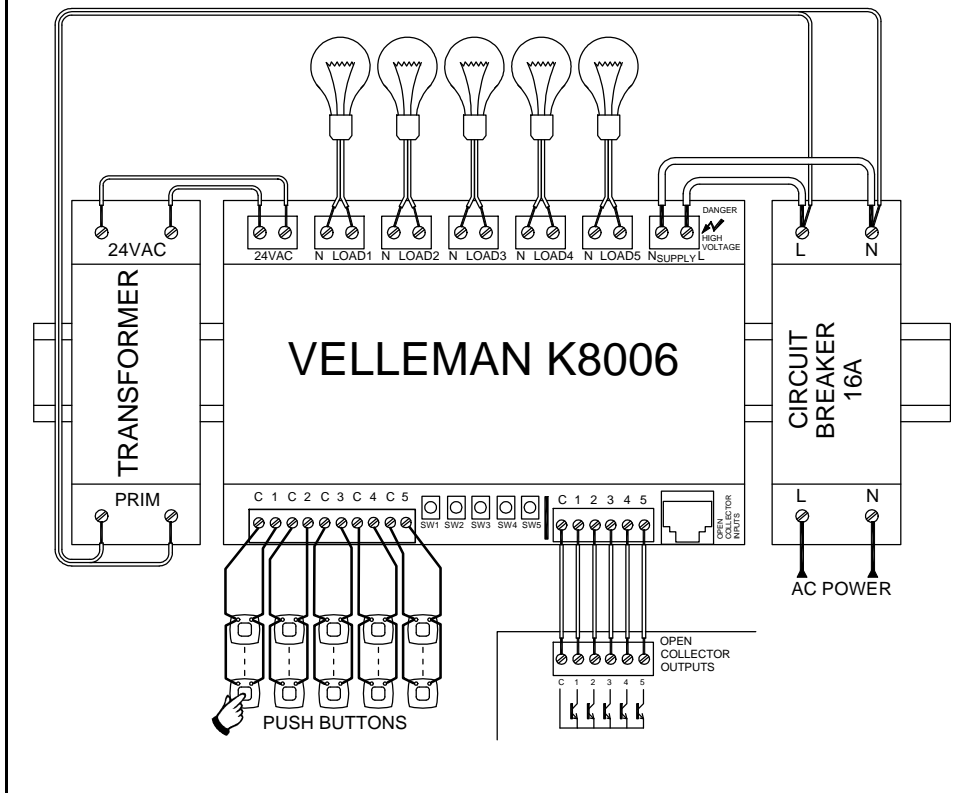 DANGER
HIGH
VOLTAGE
24VAC
24VAC
N LOAD1 N LOAD2 N LOAD3 N LOAD4 N LOAD5 N SUPPLY L
L N
TRANSFORMER
VELLEMAN K8006
CIRCUIT
BREAKER
16A
PRIM
C 1 C 2 C 3 C 4 C 5
SW1 SW2 SW3 SW4 SW5
C 1 2 3 4 5
OPEN
COLLECTOR
INPUTS
L N
AC POWER
OPEN
COLLECTOR
OUTPUTS
C 1 2 3 4 5
PUSH BUTTONS